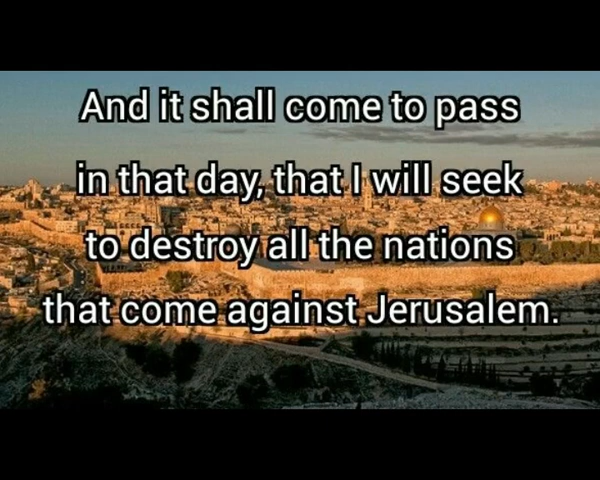 And it shall come to pass
in that day, that I will seek
to destroy all the nations
that come against Jerusalem.